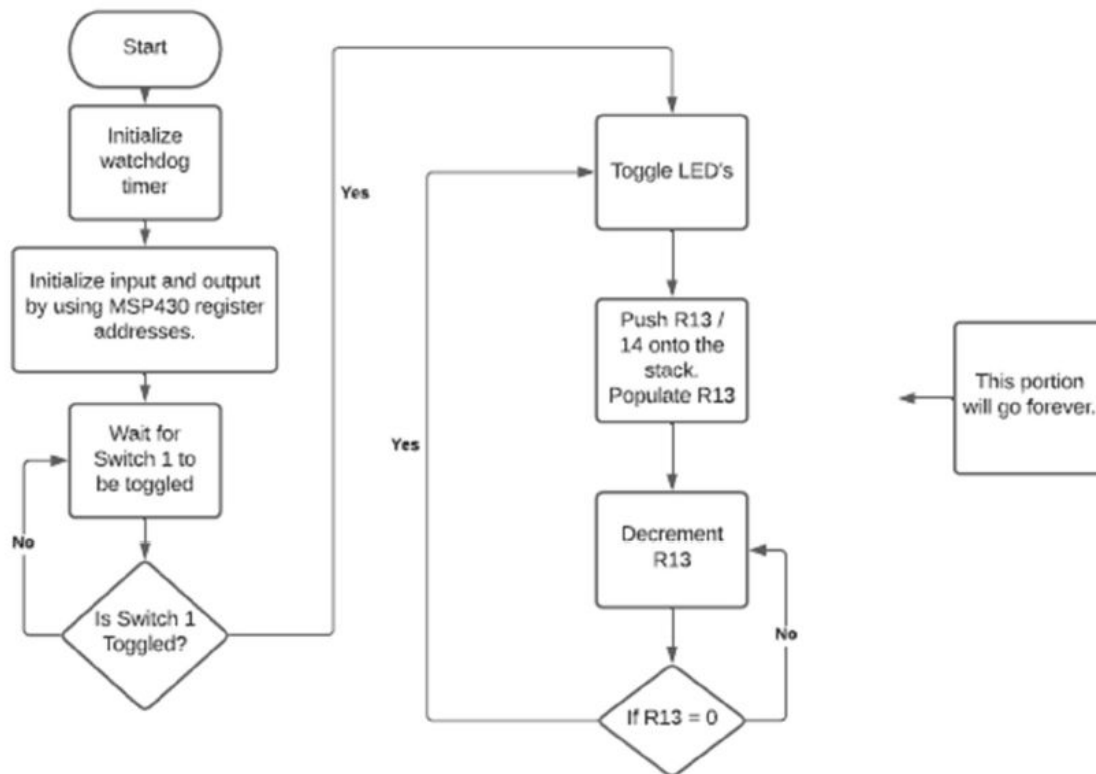 Start
Initialize
watchdog
timer
Initialize input and output
by using MSP430 register
addresses.
Wait for
Switch 1 to
be toggled
No
Is Switch 1
Toggled?
Yes
Toggle LED's
Push R13 /
14 onto the
stack.
Populate R13
Yes
Decrement
R13
No
If R13 = 0
This portion
will go forever.